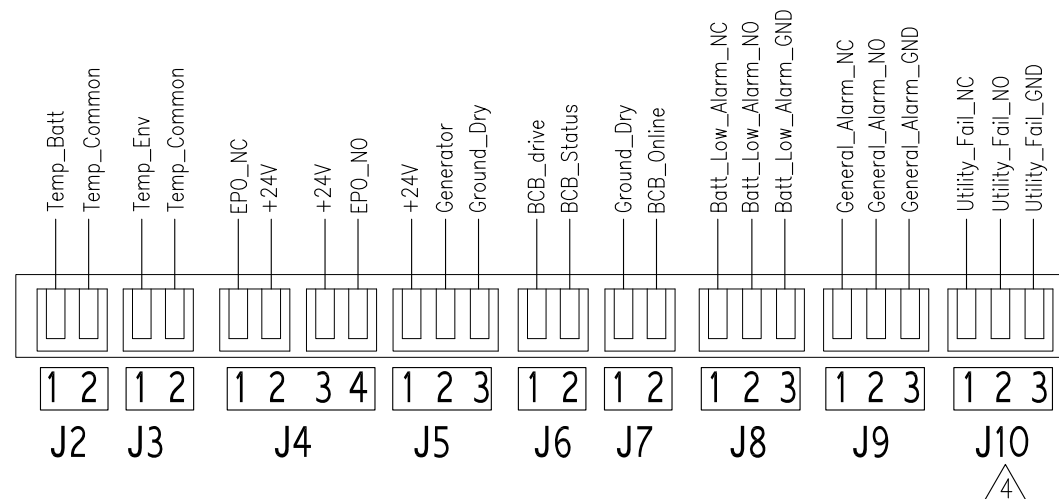 Temp_Batt
Temp_Common
Temp_Env
Temp_Common
EPO_NC
+24V
+24V
EPO_NO
+24V
Generator
Ground_Dry
BCB_drive
BCB_Status
Ground_Dry
BCB_Online
Batt_Low_Alarm_NC
Batt_Low_Alarm_NO
Batt_Low_Alarm_GND
General_Alarm_NC
General_Alarm_NO
General_Alarm_GND
Utility_Fail_NC
Utility_Fail_NO
Utility_Fail_GND
1 2 1 2 1 2 3 4 1 2 3 1 2 1 2 1 2 3 1 2 3 1 2 3
J2 J3 J4 J5 J6 J7 J8 J9 J10
4